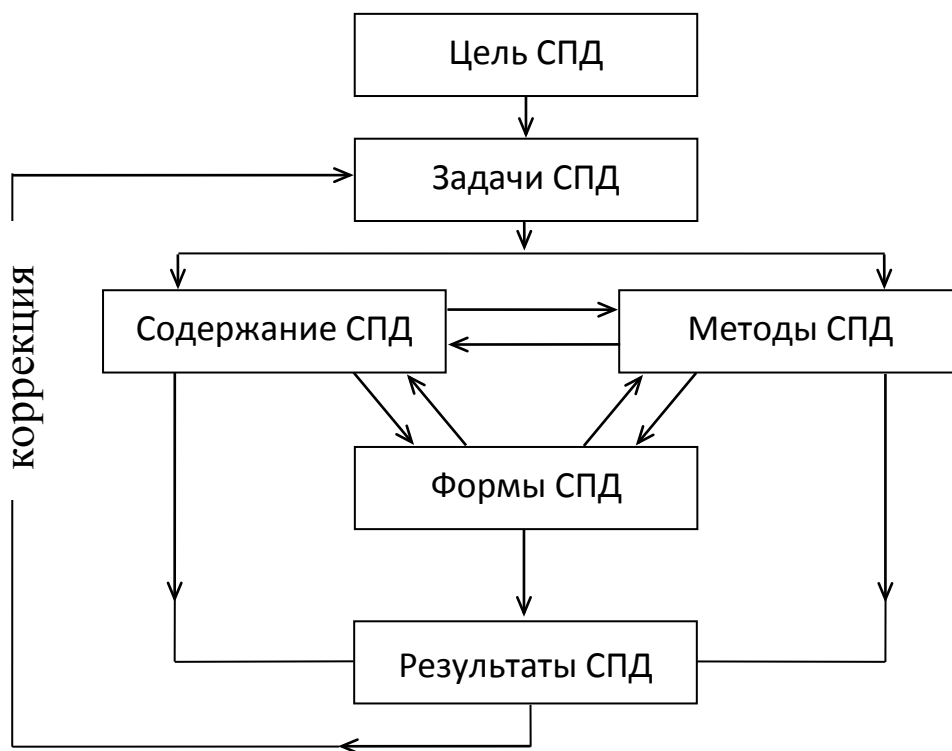 Цель СПД
Задачи СПД
коррекция
Содержание СПД
Методы СПД
Формы СПД
Результаты СПД